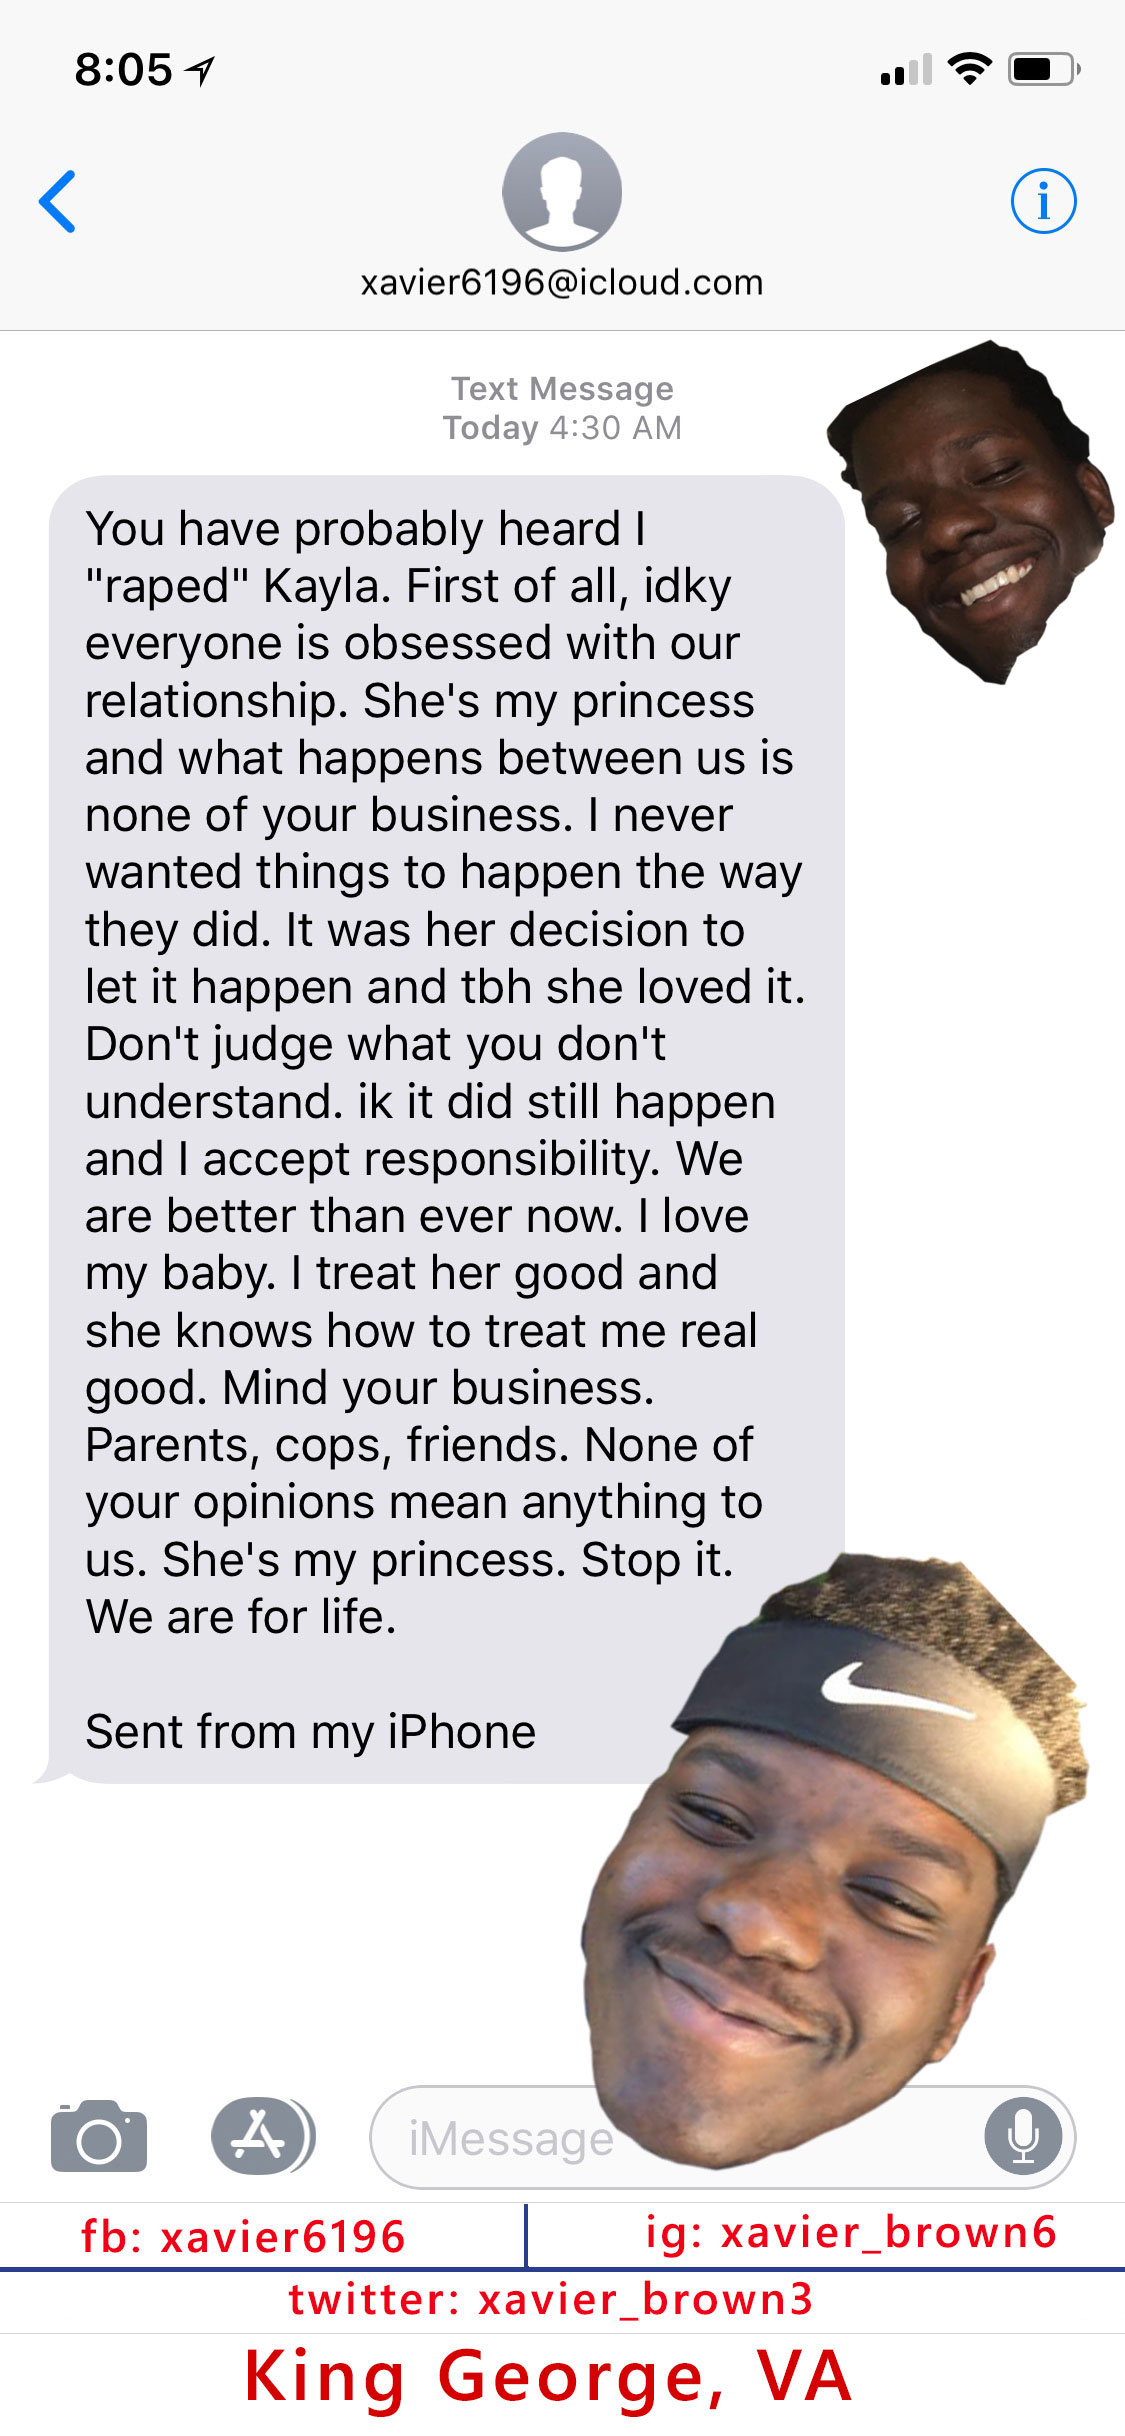 8:05
xavier6196@icloud.com
Text Message
Today 4:30 AM
You have probably heard I
"raped" Kayla. First of all, idky
everyone is obsessed with our
relationship. She's my princess
and what happens between us is
none of your business. I never
wanted things to happen the way
they did. It was her decision to
let it happen and tbh she loved it.
Don't judge what you don't
understand. ik it did still happen
and I accept responsibility. We
are better than ever now. I love
my baby. I treat her good and
she knows how to treat me real
good. Mind your business.
Parents, cops, friends. None of
your opinions mean anything to
us. She's my princess. Stop it.
We are for life.
Sent from my iPhone
iMessage
fb: xavier6196
ig: xavier_brown6
twitter: xavier_brown3
King George, VA